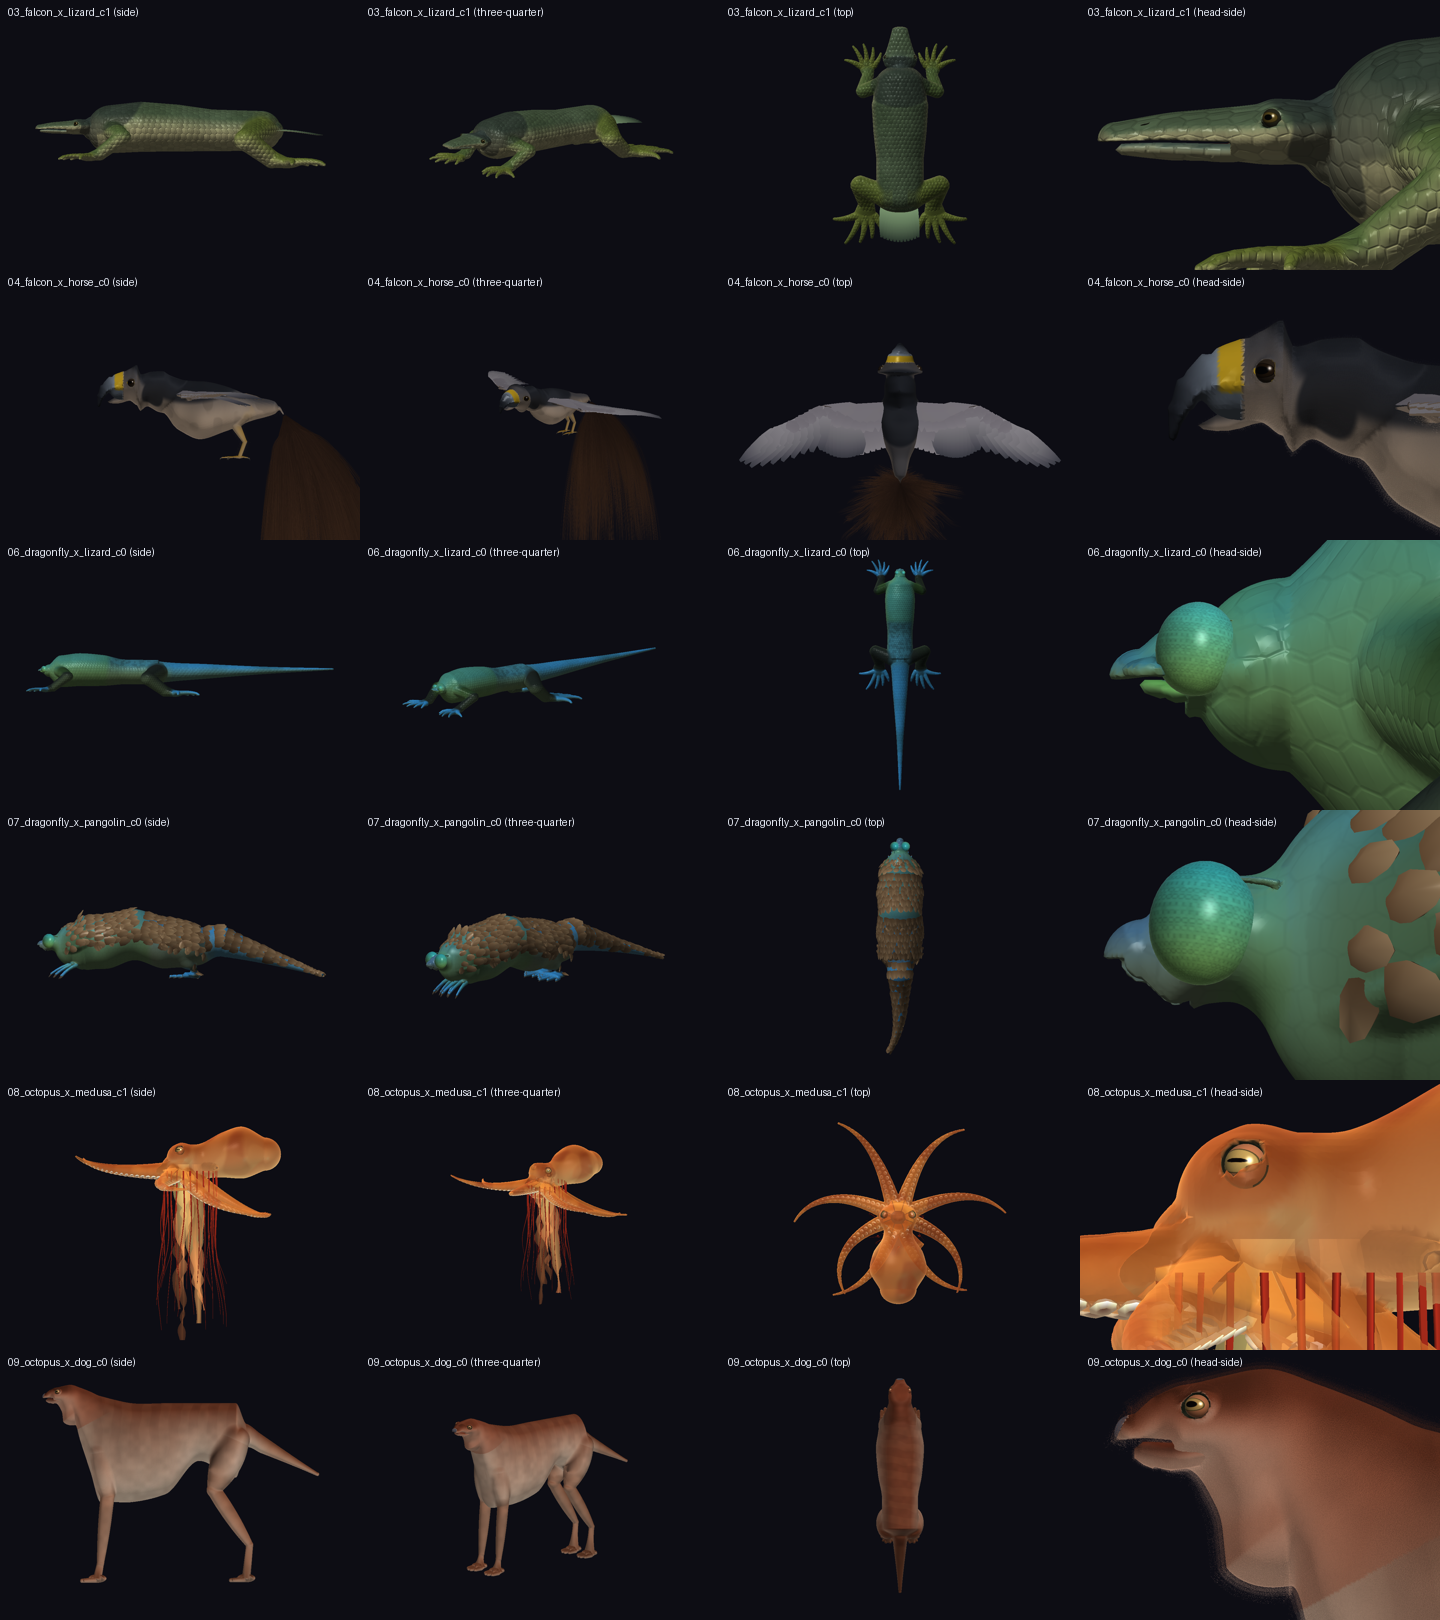 03_falcon_x_lizard_c1 (side)
03_falcon_x_lizard_c1 (three-quarter)
03_falcon_x_lizard_c1 (top)
03_falcon_x_lizard_c1 (head-side)
04_falcon_x_horse_c0 (side)
04_falcon_x_horse_c0 (three-quarter)
04_falcon_x_horse_c0 (top)
04_falcon_x_horse_c0 (head-side)
06_dragonfly_x_lizard_c0 (side)
06_dragonfly_x_lizard_c0 (three-quarter)
06_dragonfly_x_lizard_c0 (top)
06_dragonfly_x_lizard_c0 (head-side)
07_dragonfly_x_pangolin_c0 (side)
07_dragonfly_x_pangolin_c0 (three-quarter)
07_dragonfly_x_pangolin_c0 (top)
07_dragonfly_x_pangolin_c0 (head-side)
08_octopus_x_medusa_c1 (side)
08_octopus_x_medusa_c1 (three-quarter)
08_octopus_x_medusa_c1 (top)
08_octopus_x_medusa_c1 (head-side)
09_octopus_x_dog_c0 (side)
09_octopus_x_dog_c0 (three-quarter)
09_octopus_x_dog_c0 (top)
09_octopus_x_dog_c0 (head-side)